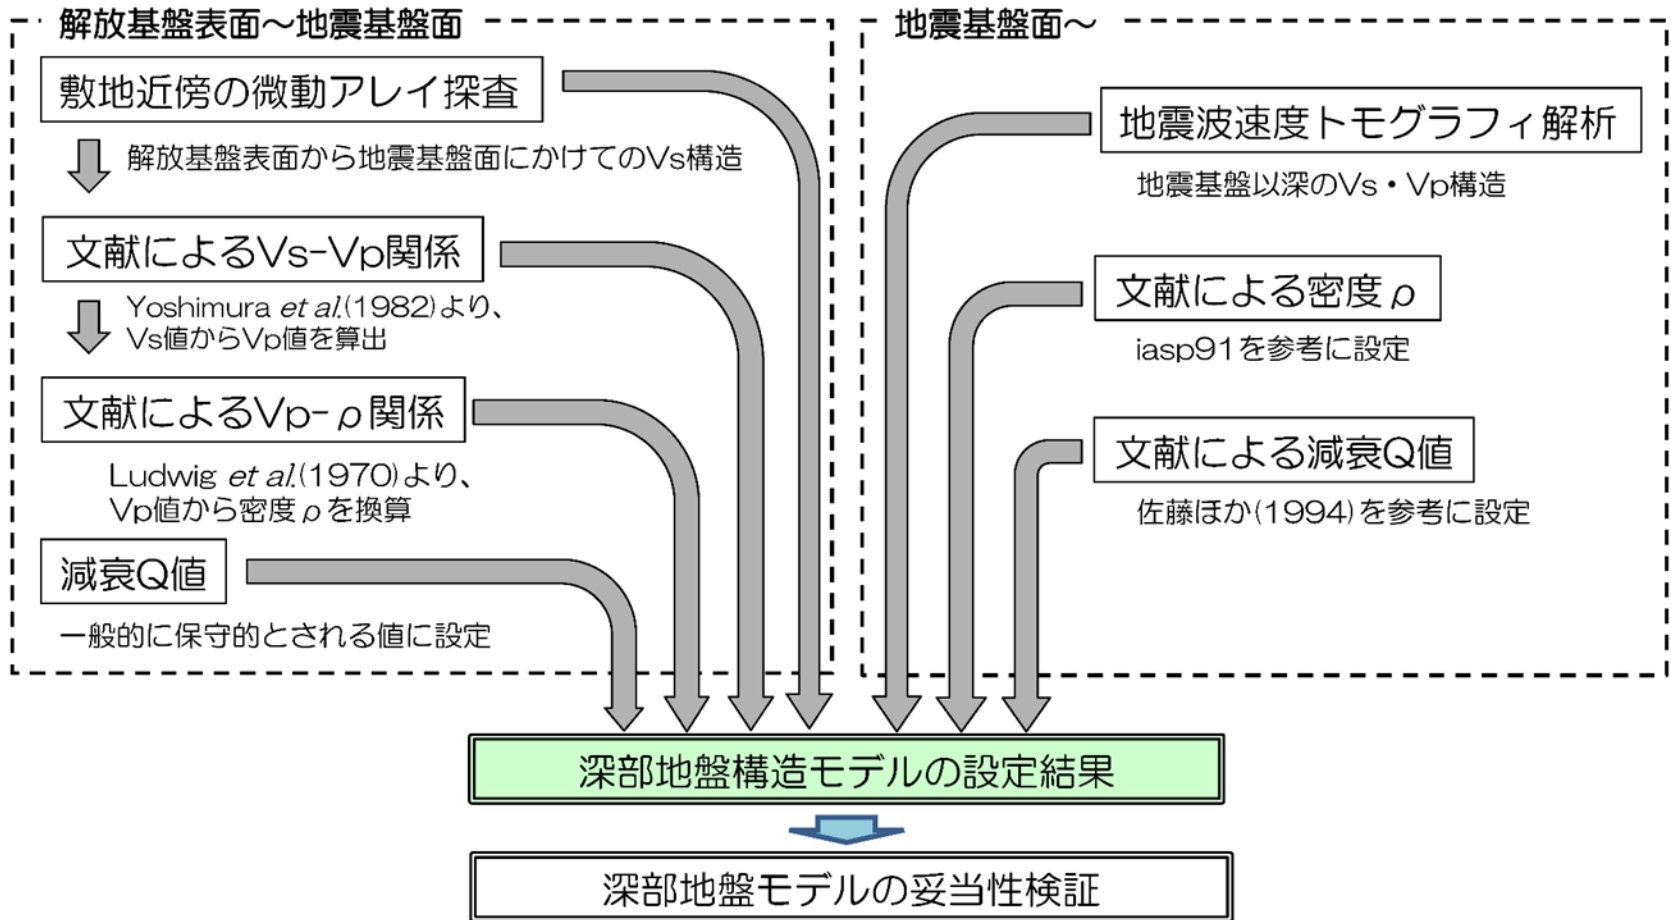 解放基盤表面～地震基盤面
敷地近傍の微動アレイ探査
解放基盤表面から地震基盤面にかけてのVs構造
文献によるVs-Vp関係
Yoshimura et al.(1982)より、
Vs値からVp値を算出
文献によるVp-ρ関係
Ludwig et al.(1970)より、
Vp値から密度ρを換算
減衰Q値
一般的に保守的とされる値に設定
地震基盤面～
地震波速度トモグラフィ解析
地震基盤以深のVs・Vp構造
文献による密度ρ
iasp91を参考に設定
文献による減衰Q値
佐藤ほか(1994)を参考に設定
深部地盤構造モデルの設定結果
深部地盤モデルの妥当性検証